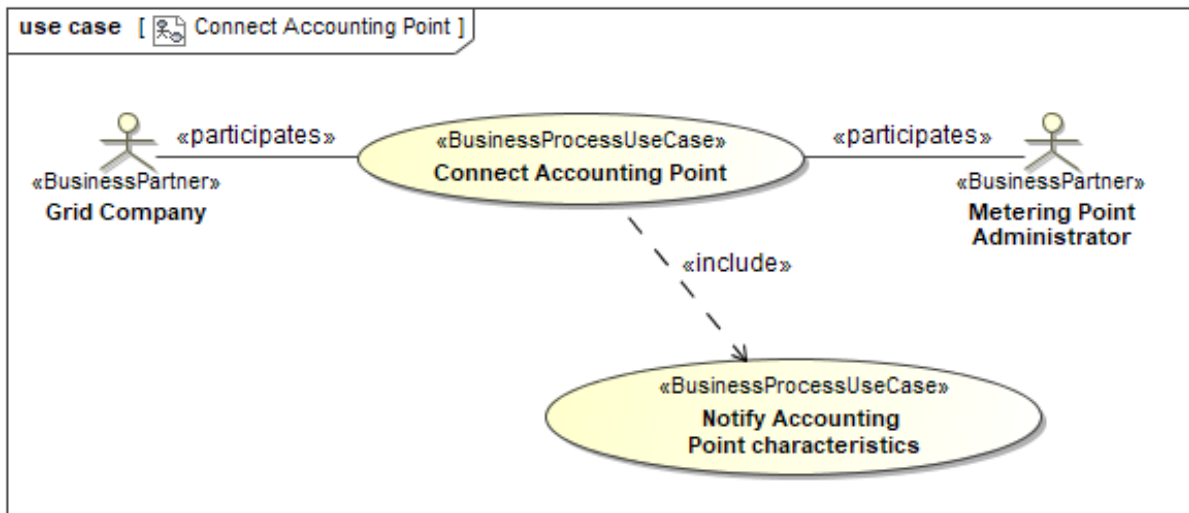 use case [ Connect Accounting Point ]
«participates»
«BusinessProcessUseCase»
Connect Accounting Point
«participates»
«BusinessPartner»
Grid Company
«BusinessPartner»
Metering Point
Administrator
«include»
«BusinessProcessUseCase»
Notify Accounting
Point characteristics